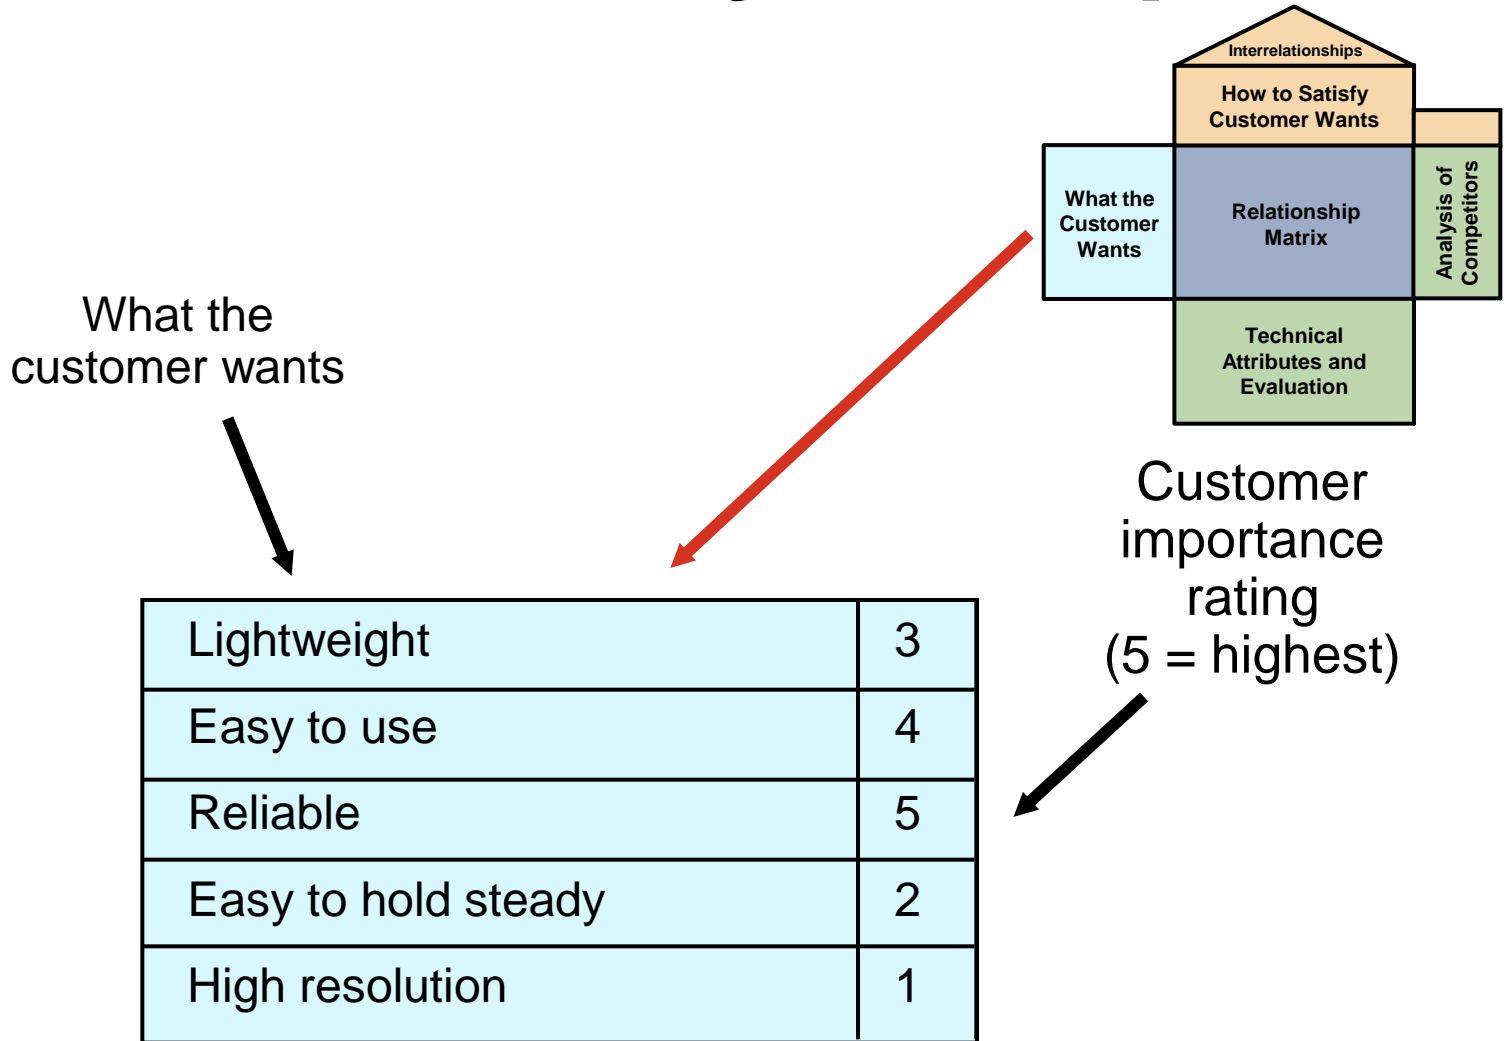 Interrelationships
How to Satisfy
Customer Wants
What the
Customer
Wants
Relationship
Matrix
Analysis of
Competitors
Technical
Attributes and
Evaluation
What the
customer wants
Customer
importance
rating
(5 = highest)
Lightweight 3
Easy to use 4
Reliable 5
Easy to hold steady 2
High resolution 1